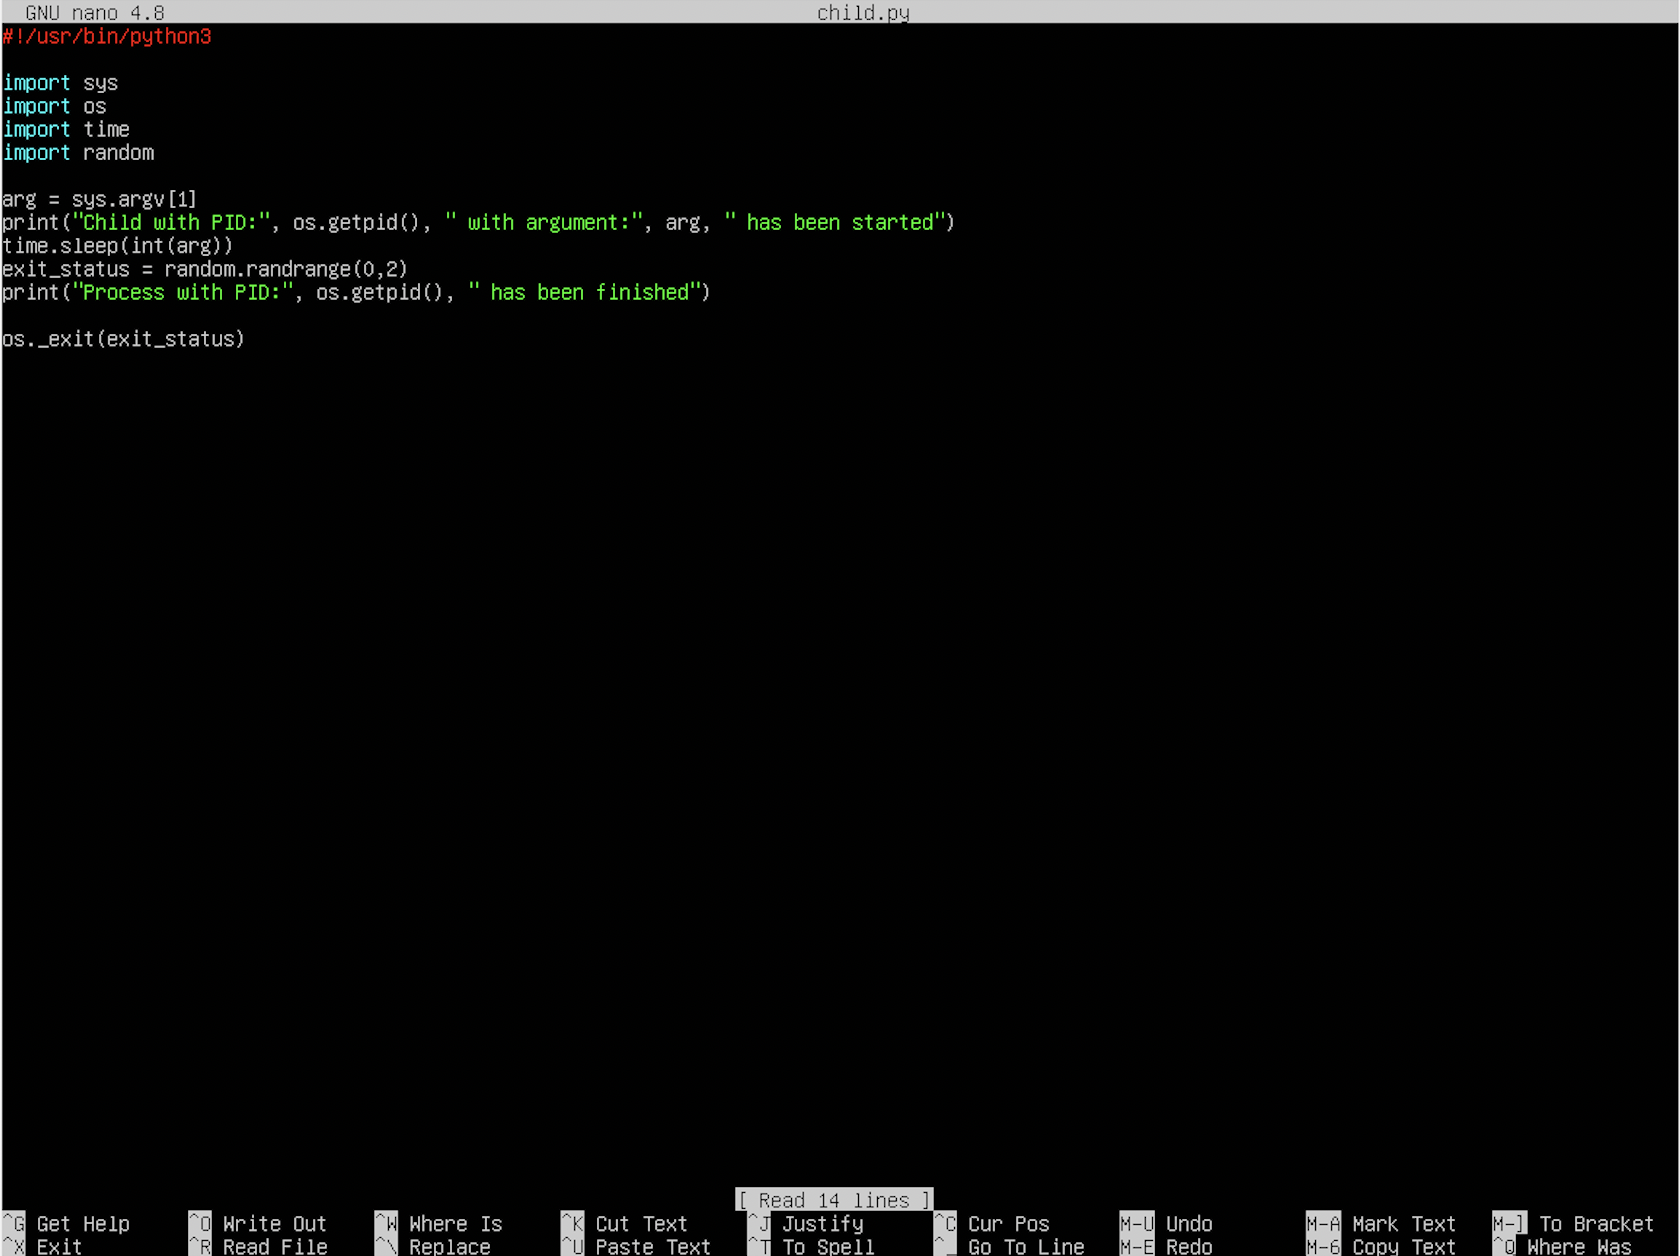 GNU nano 4.8 child.py
#!/usr/bin/python3
import sys
import os
import time
import random
arg = sys.argv[1]
print("Child with PID:", os.getpid(), " with argument:", arg, " has been started")
time.sleep(int(arg))
exit_status = random.randrange(0,2)
print("Process with PID:", os.getpid(), " has been finished")
os._exit(exit_status)
[ Read 14 lines ]
^G Get Help ^O Write Out ^W Where Is ^K Cut Text ^J Justify ^C Cur Pos M-U Undo M-A Mark Text M-] To Bracket
^X Exit ^R Read File ^\ Replace ^U Paste Text ^T To Spell ^_ Go To Line M-E Redo M-6 Copy Text ^Q Where Was